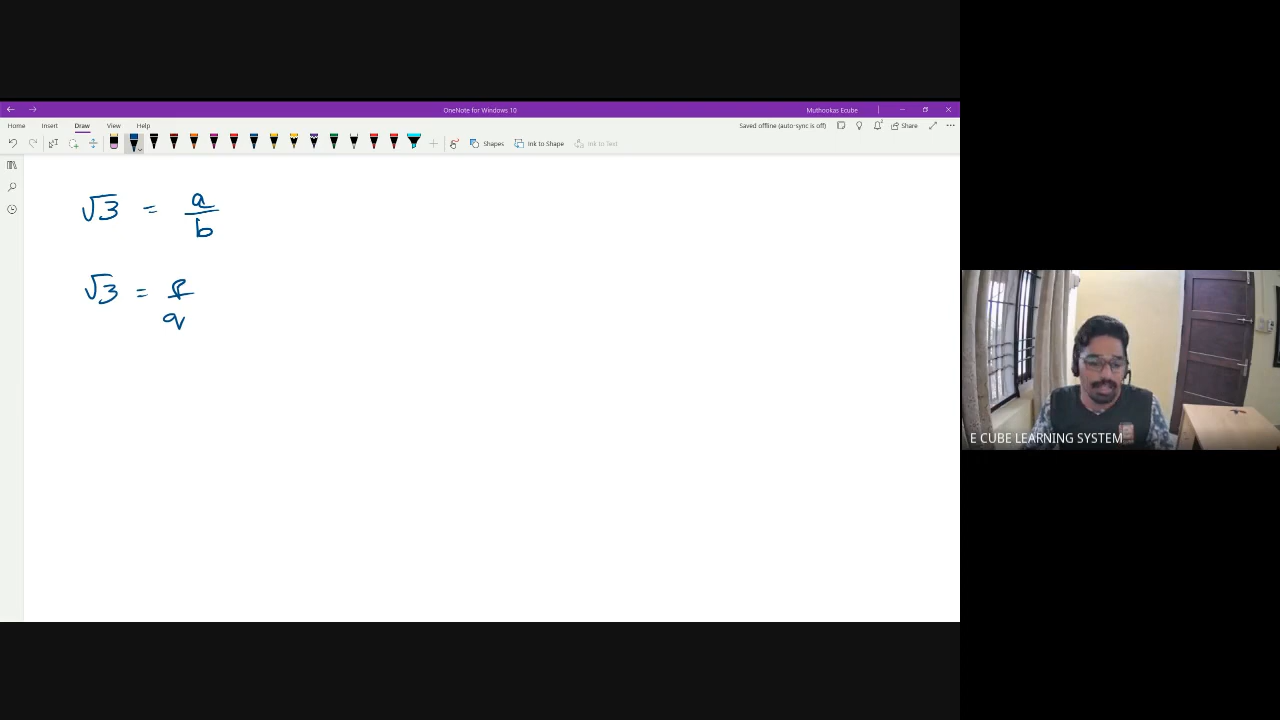 OneNote for Windows 10
Muthookas Ecube
Home Insert Draw View Help
Saved offline (auto-sync is off)
Share
Shapes
Ink to Shape
Ink to Text
√3 = a/b
√3 = p/q
E CUBE LEARNING SYSTEM